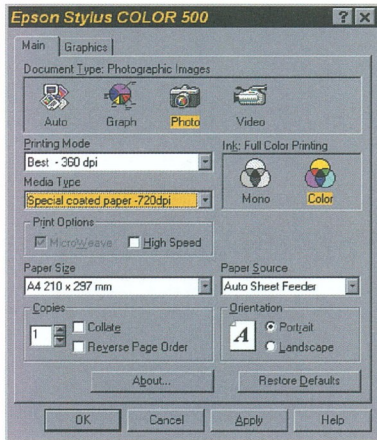 Epson Stylus COLOR 500
Main Graphics
Document Type: Photographic Images
Auto Graph Photo Video
Printing Mode
Best - 360 dpi
Ink: Full Color Printing
Mono Color
Media Type
Special coated paper -720dpi
Print Options
MicroWeave High Speed
Paper Size
A4 210 x 297 mm
Paper Source
Auto Sheet Feeder
Copies
1 Collate
Reverse Page Order
Orientation
A Portrait
Landscape
About... Restore Defaults
OK Cancel Apply Help